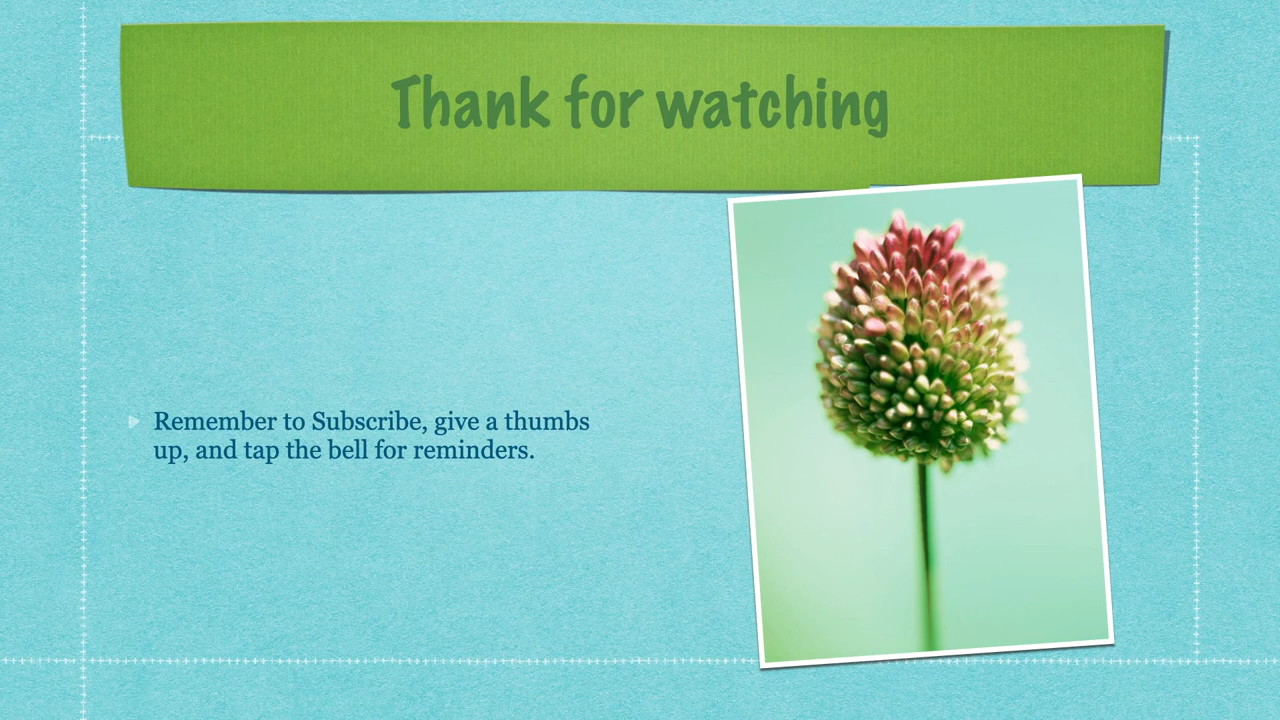 Thank for watching
Remember to Subscribe, give a thumbs
up, and tap the bell for reminders.